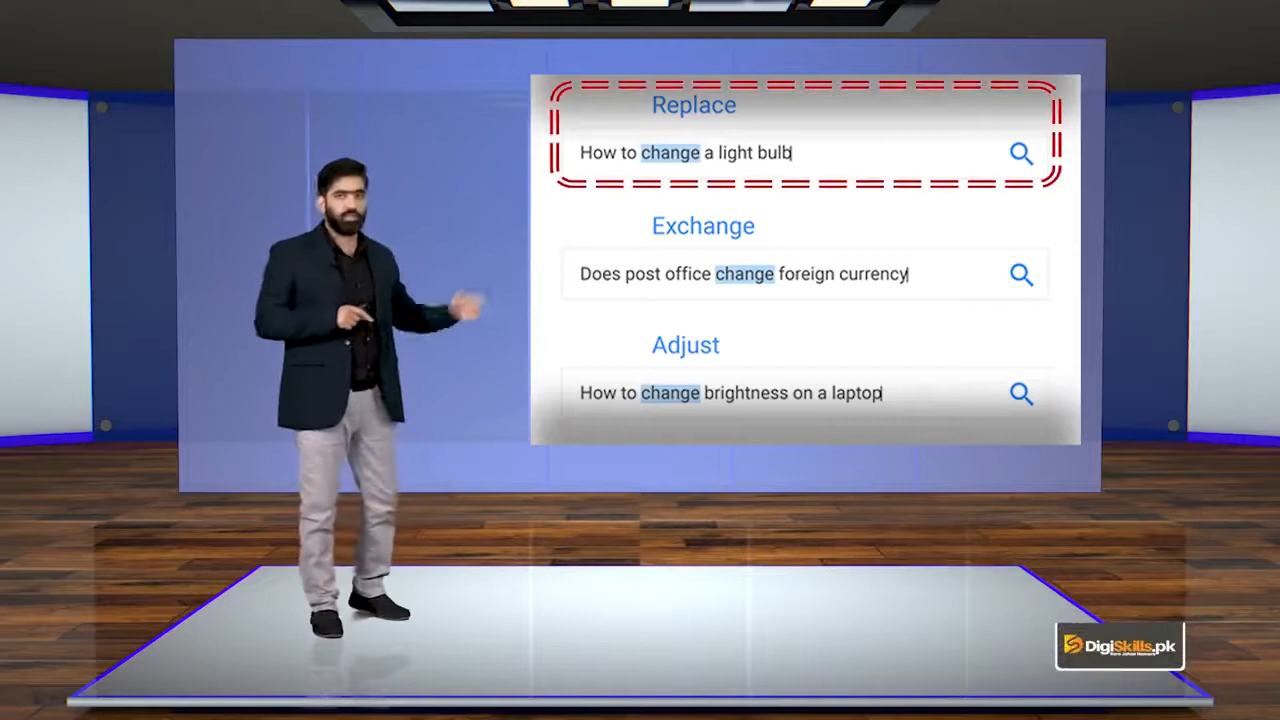 Replace
How to change a light bulb
Exchange
Does post office change foreign currency
Adjust
How to change brightness on a laptop
DigiSkills.pk